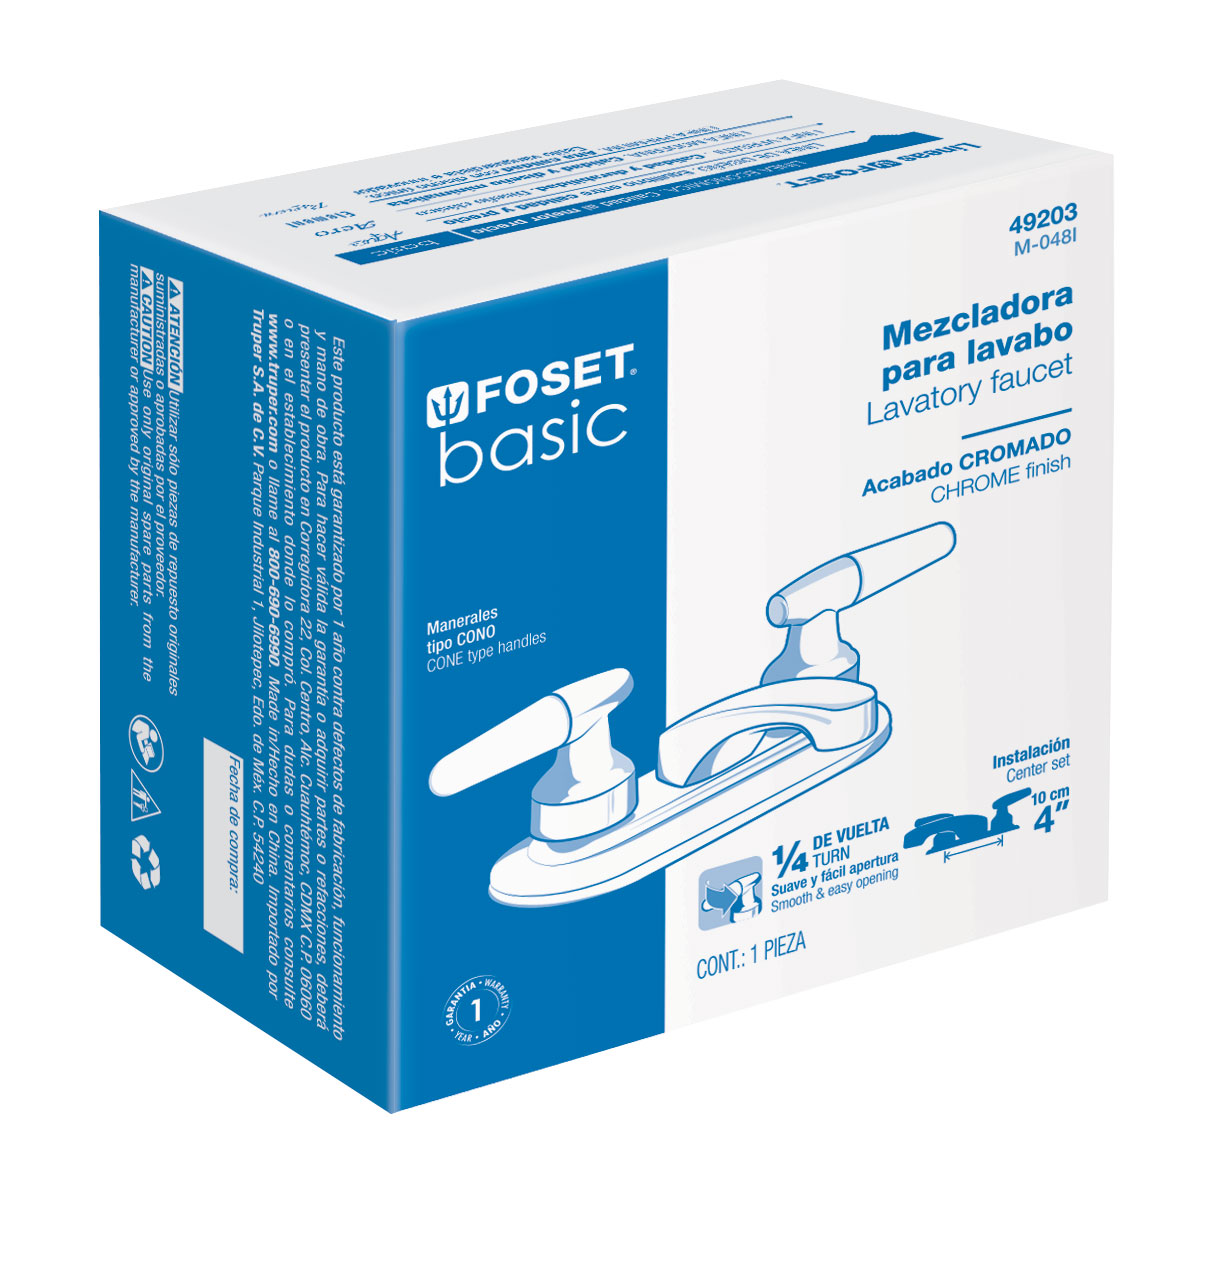 Líneas FOSET
LÍNEA ECONÓMICA. Calidad al mejor precio
basic
49203
M-048I
FOSET®
basic
Mezcladora
para lavabo
Lavatory faucet
Acabado CROMADO
CHROME finish
Manerales
tipo CONO
CONE type handles
Instalación
Center set
10 cm
4"
1/4 DE VUELTA
TURN
Suave y fácil apertura
Smooth & easy opening
CONT.: 1 PIEZA
GARANTÍA • WARRANTY
1
YEAR • AÑO
ATENCIÓN Utilizar sólo piezas de repuesto originales
suministradas o aprobadas por el proveedor.
CAUTION Use only original spare parts from the
manufacturer or approved by the manufacturer.
Este producto está garantizado por 1 año contra defectos de fabricación, funcionamiento
y mano de obra. Para hacer válida la garantía o adquirir partes o refacciones, deberá
presentar el producto en Corregidora 22, Col. Centro, Alc. Cuauhtémoc, CDMX C.P. 06060
o en el establecimiento donde lo compró. Para dudas o comentarios consulte
www.truper.com o llame al 800-690-6990. Made in/Hecho en China. Importado por
Truper S.A. de C.V. Parque Industrial 1, Jilotepec, Edo. de Méx. C.P. 54240
Fecha de compra: